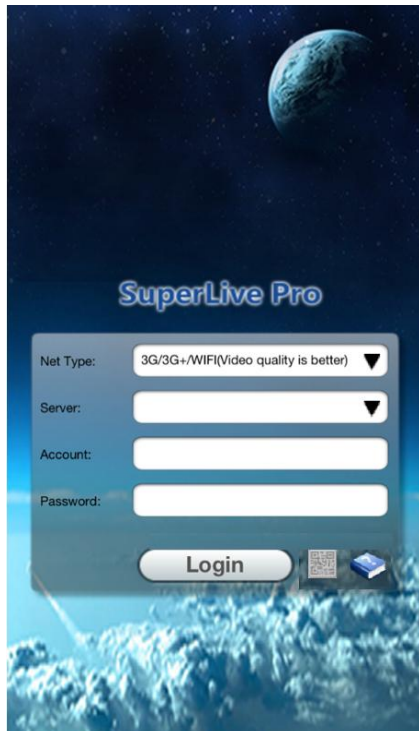 SuperLive Pro
Net Type: 3G/3G+/WIFI(Video quality is better)
Server:
Account:
Password:
Login